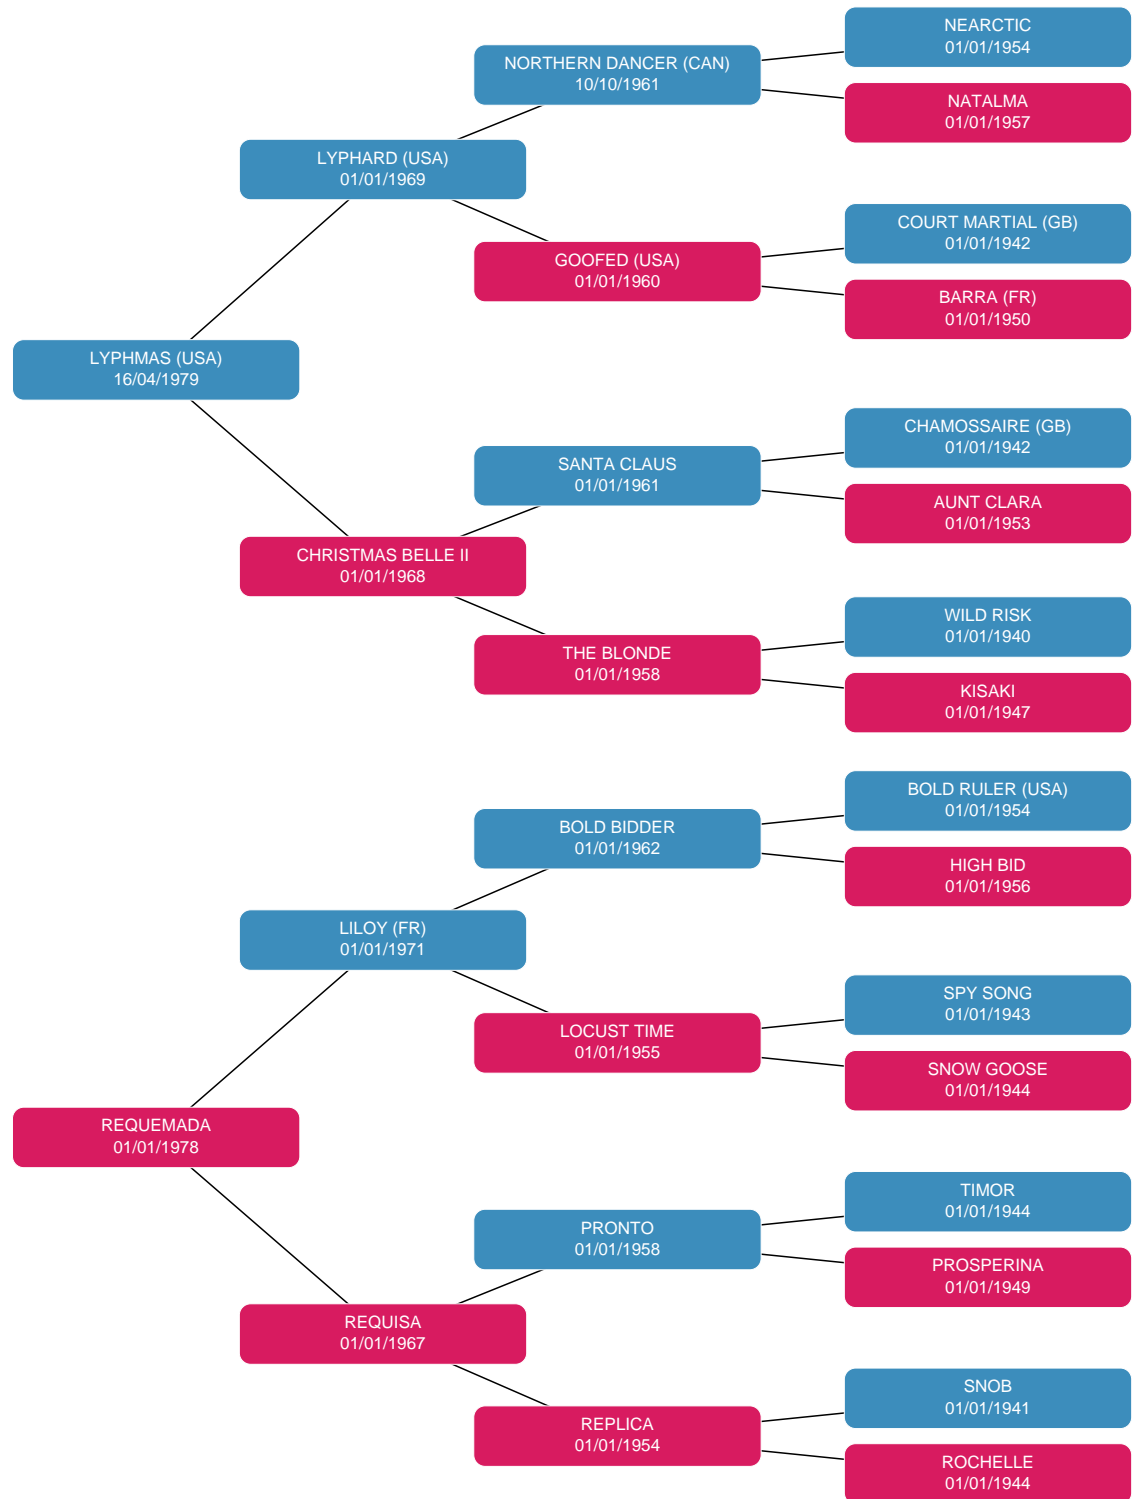 NEARCTIC
01/01/1954
NORTHERN DANCER (CAN)
10/10/1961
NATALMA
01/01/1957
LYPHARD (USA)
01/01/1969
COURT MARTIAL (GB)
01/01/1942
GOOFED (USA)
01/01/1960
BARRA (FR)
01/01/1950
LYPHMAS (USA)
16/04/1979
CHAMOSSAIRE (GB)
01/01/1942
SANTA CLAUS
01/01/1961
AUNT CLARA
01/01/1953
CHRISTMAS BELLE II
01/01/1968
WILD RISK
01/01/1940
THE BLONDE
01/01/1958
KISAKI
01/01/1947
BOLD RULER (USA)
01/01/1954
BOLD BIDDER
01/01/1962
HIGH BID
01/01/1956
LILOY (FR)
01/01/1971
SPY SONG
01/01/1943
LOCUST TIME
01/01/1955
SNOW GOOSE
01/01/1944
REQUEMADA
01/01/1978
TIMOR
01/01/1944
PRONTO
01/01/1958
PROSPERINA
01/01/1949
REQUISA
01/01/1967
SNOB
01/01/1941
REPLICA
01/01/1954
ROCHELLE
01/01/1944